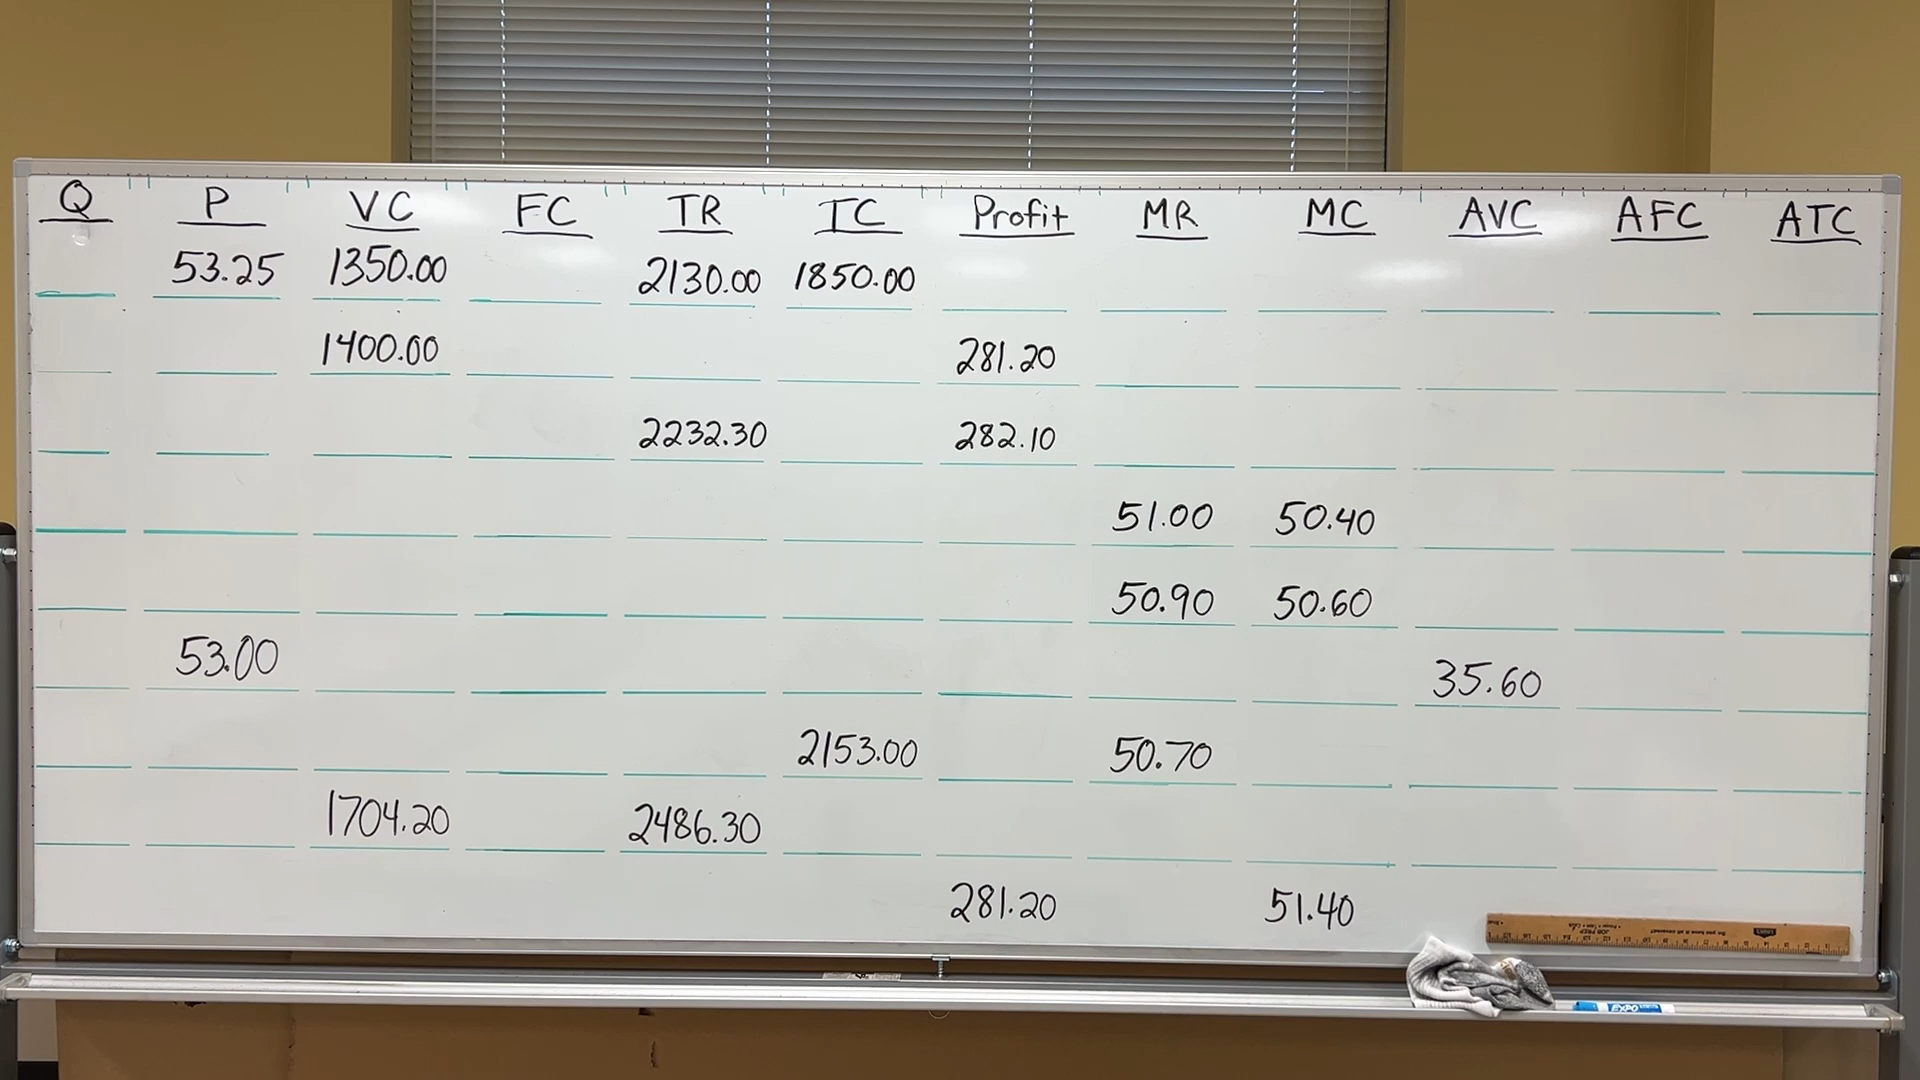 Q P VC FC TR TC Profit MR MC AVC AFC ATC
53.25 1350.00 2130.00 1850.00
1400.00 281.20
2232.30 282.10
51.00 50.40
50.90 50.60
53.00 35.60
2153.00 50.70
1704.20 2486.30
281.20 51.40
EXPO